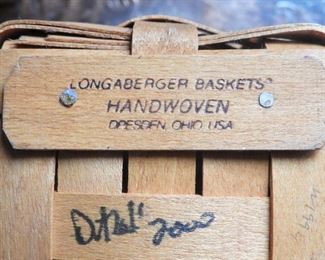 LONGABERGER BASKETS®
HANDWOVEN
DRESDEN, OHIO USA
2000